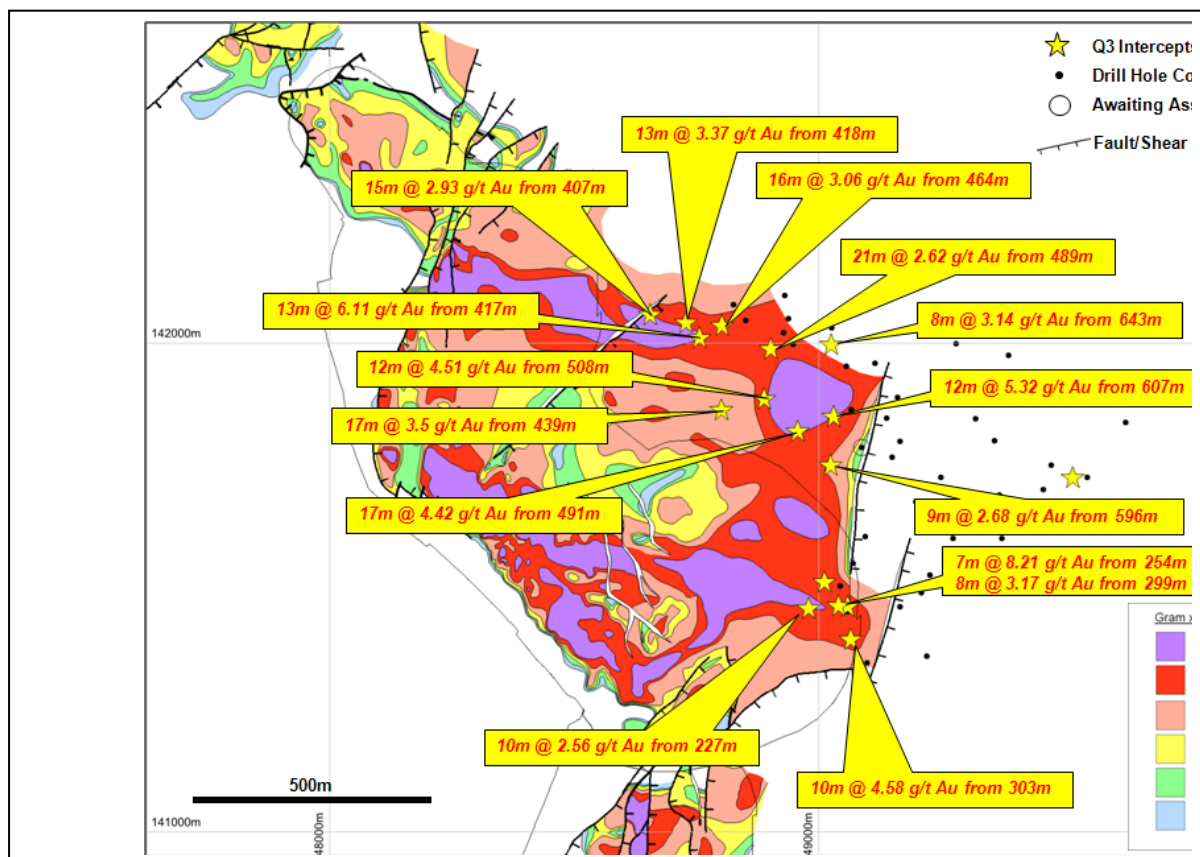 Q3 Intercepts
Drill Hole Co
Awaiting Ass
Fault/Shear
13m @ 3.37 g/t Au from 418m
15m @ 2.93 g/t Au from 407m
16m @ 3.06 g/t Au from 464m
21m @ 2.62 g/t Au from 489m
13m @ 6.11 g/t Au from 417m
8m @ 3.14 g/t Au from 643m
142000m
12m @ 4.51 g/t Au from 508m
12m @ 5.32 g/t Au from 607m
17m @ 3.5 g/t Au from 439m
17m @ 4.42 g/t Au from 491m
9m @ 2.68 g/t Au from 596m
7m @ 8.21 g/t Au from 254m
8m @ 3.17 g/t Au from 299m
Gram x
10m @ 2.56 g/t Au from 227m
10m @ 4.58 g/t Au from 303m
500m
141000m
48000m
49000m